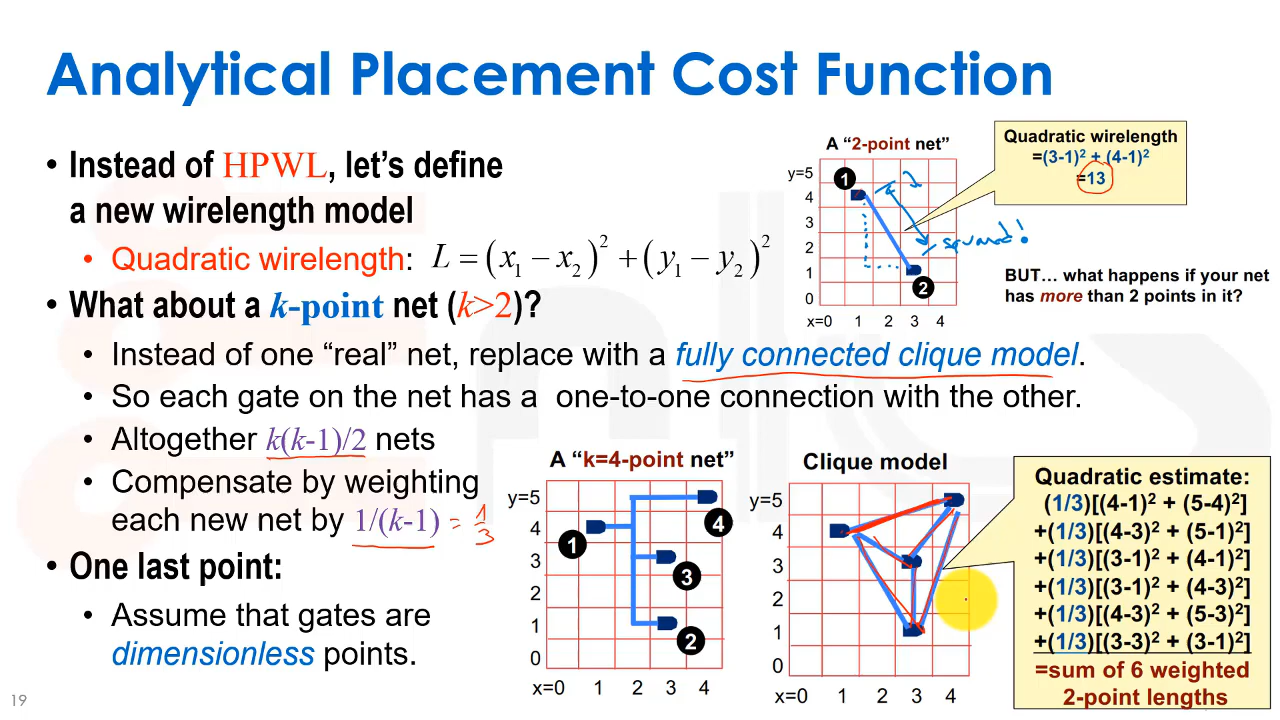 Analytical Placement Cost Function
• Instead of HPWL, let's define
a new wirelength model
• Quadratic wirelength: L = (x₁ − x₂)² + (y₁ − y₂)²
• What about a k-point net (k>2)?
• Instead of one “real” net, replace with a fully connected clique model.
• So each gate on the net has a one-to-one connection with the other.
• Altogether k(k-1)/2 nets
• Compensate by weighting
each new net by 1/(k-1) = 1/3
• One last point:
• Assume that gates are
dimensionless points.
19
A “2-point net”
y=5
4
3
2
1
0
x=0 1 2 3 4
1
2
squared!
Quadratic wirelength
=(3-1)² + (4-1)²
=13
BUT… what happens if your net
has more than 2 points in it?
A “k=4-point net”
y=5
4
3
2
1
0
x=0 1 2 3 4
1
4
3
2
Clique model
y=5
4
3
2
1
0
x=0 1 2 3 4
Quadratic estimate:
(1/3)[(4-1)² + (5-4)²]
+(1/3)[(4-3)² + (5-1)²]
+(1/3)[(3-1)² + (4-1)²]
+(1/3)[(3-1)² + (4-3)²]
+(1/3)[(4-3)² + (5-3)²]
+(1/3)[(3-3)² + (3-1)²]
=sum of 6 weighted
2-point lengths